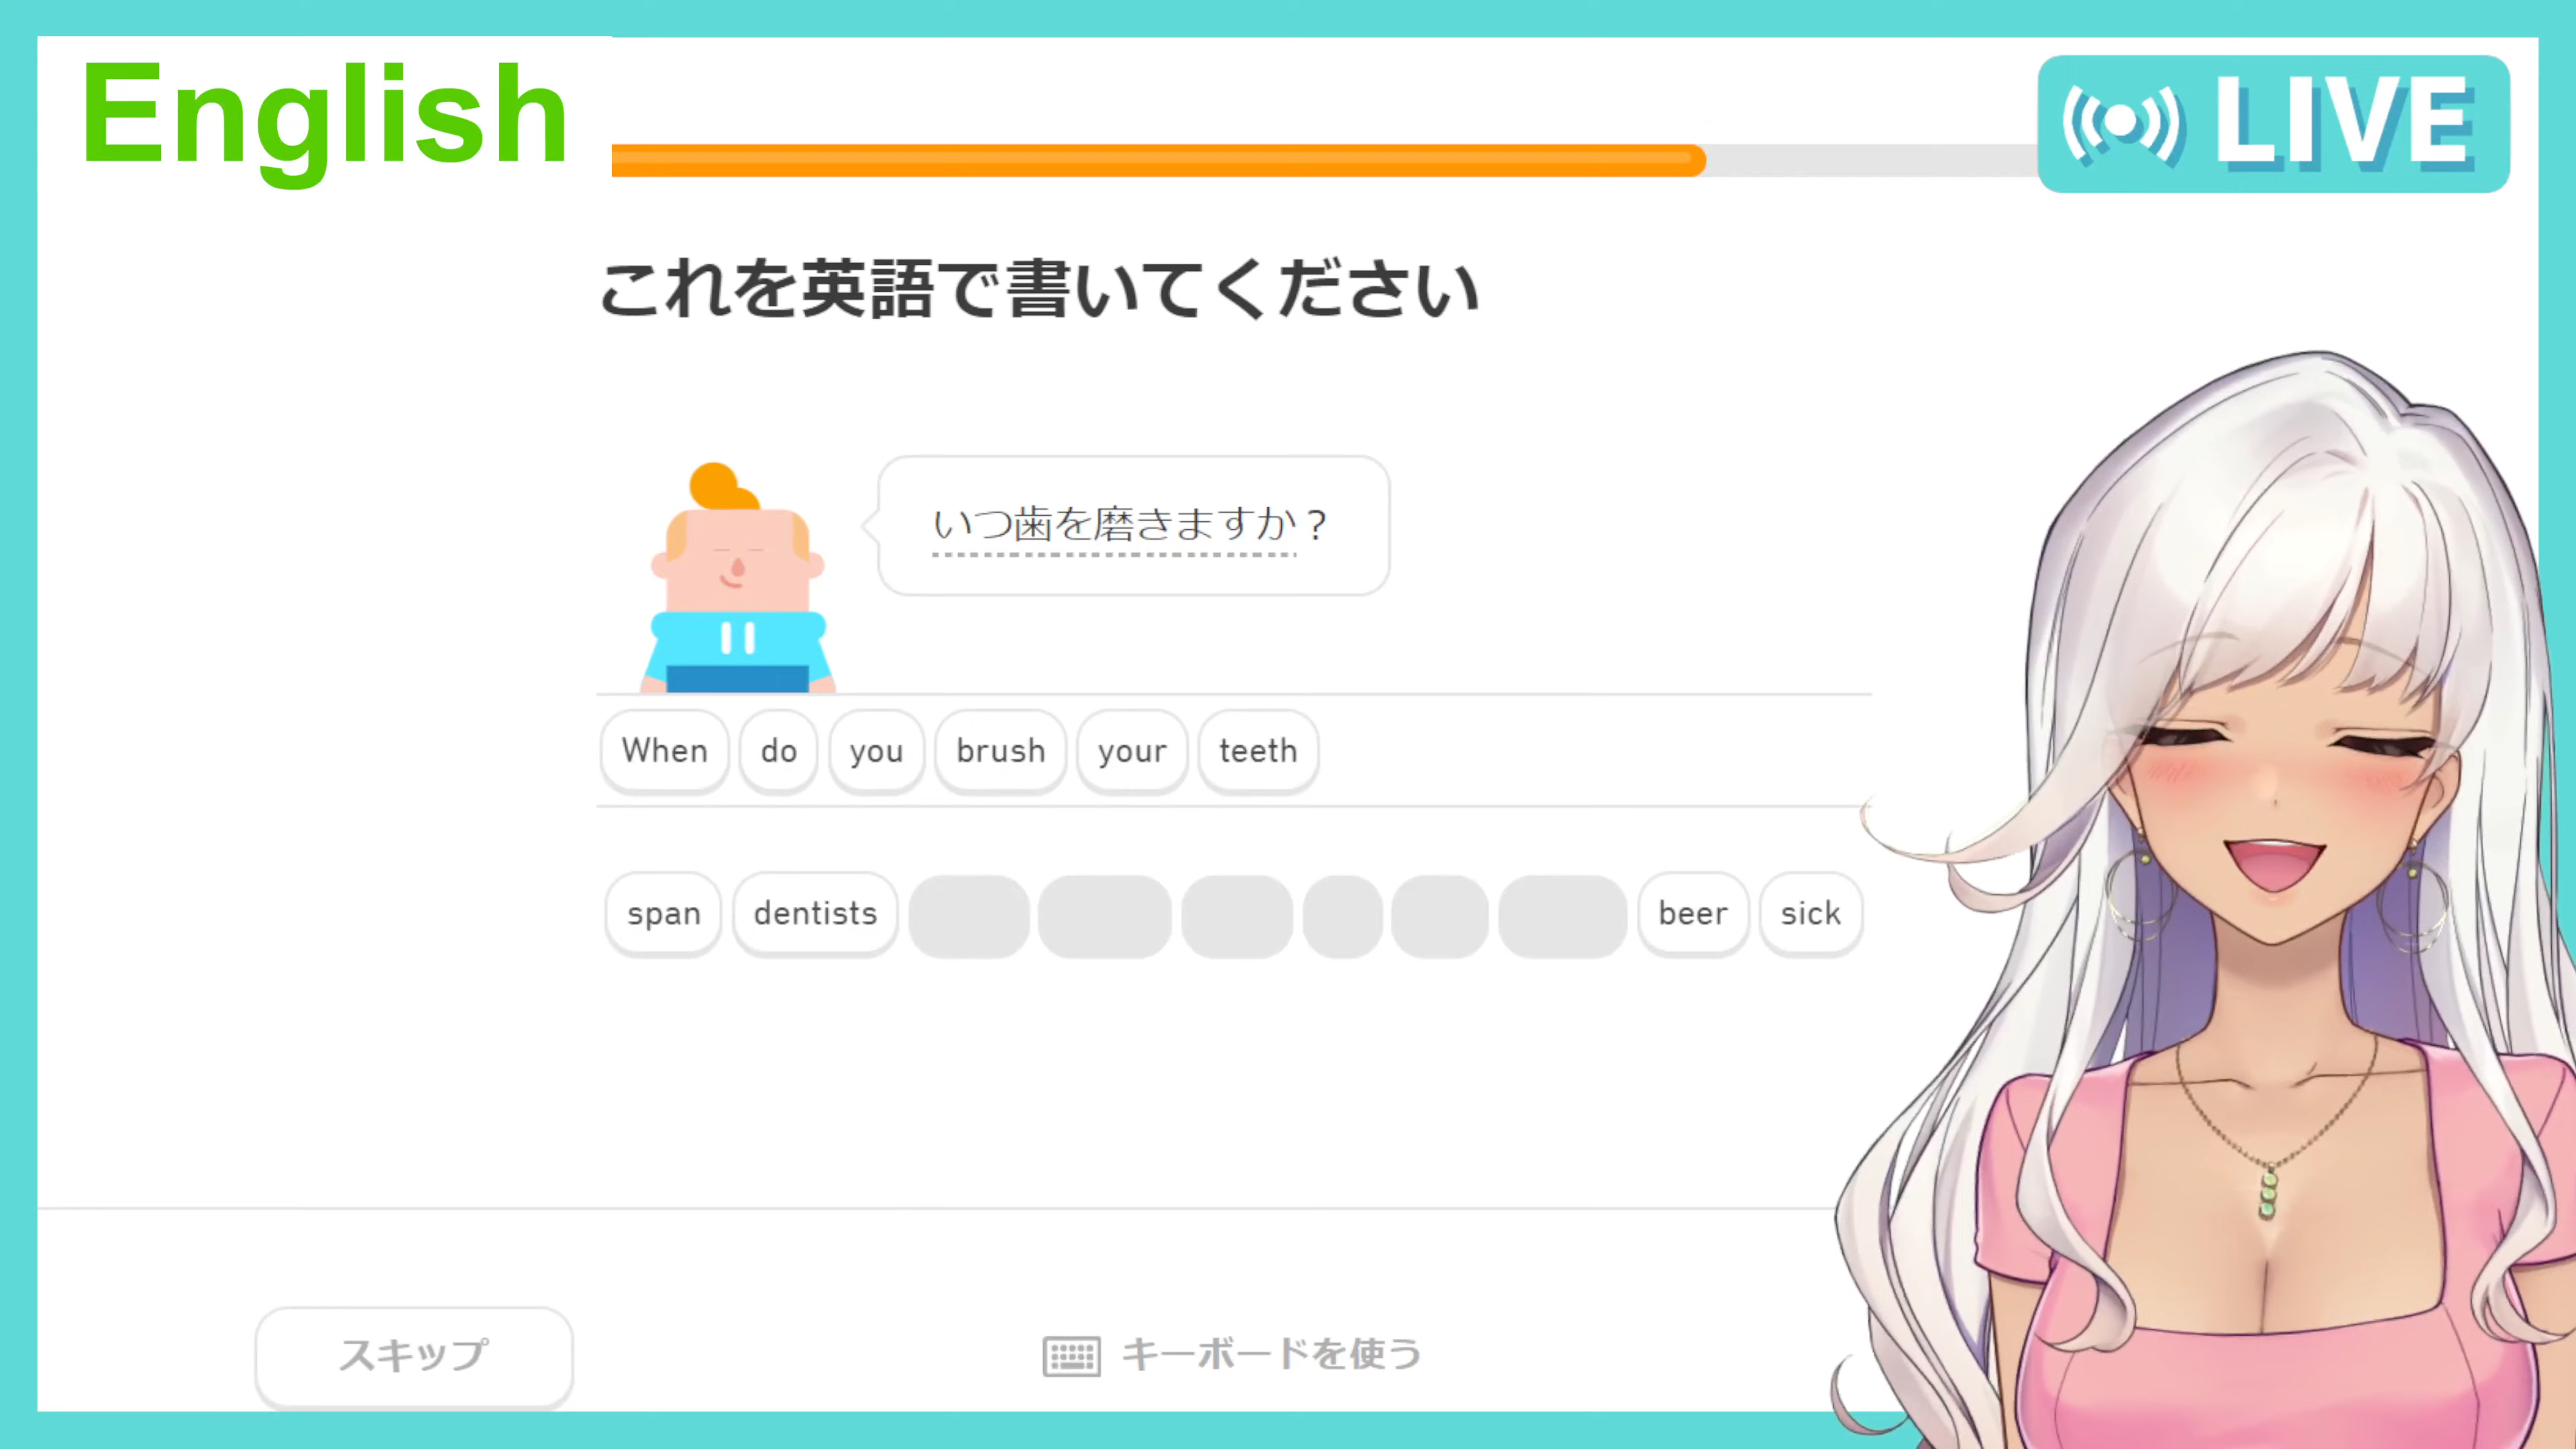 English
LIVE
これを英語で書いてください
いつ歯を磨きますか？
When do you brush your teeth
span dentists beer sick
スキップ
キーボードを使う